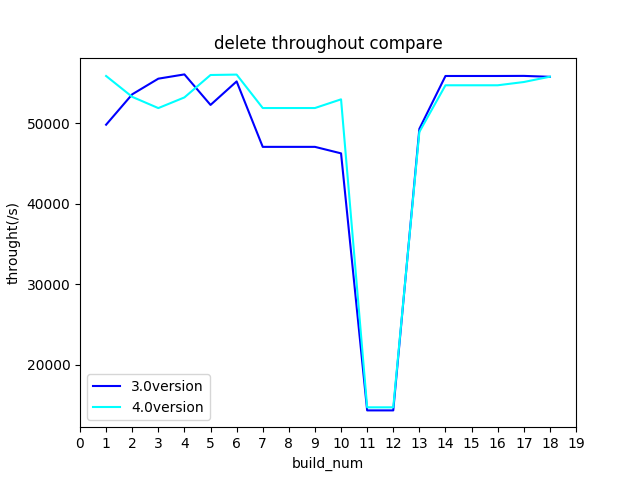 delete throughout compare
throught(/s)
50000
40000
30000
20000
3.0version
4.0version
0 1 2 3 4 5 6 7 8 9 10 11 12 13 14 15 16 17 18 19
build_num